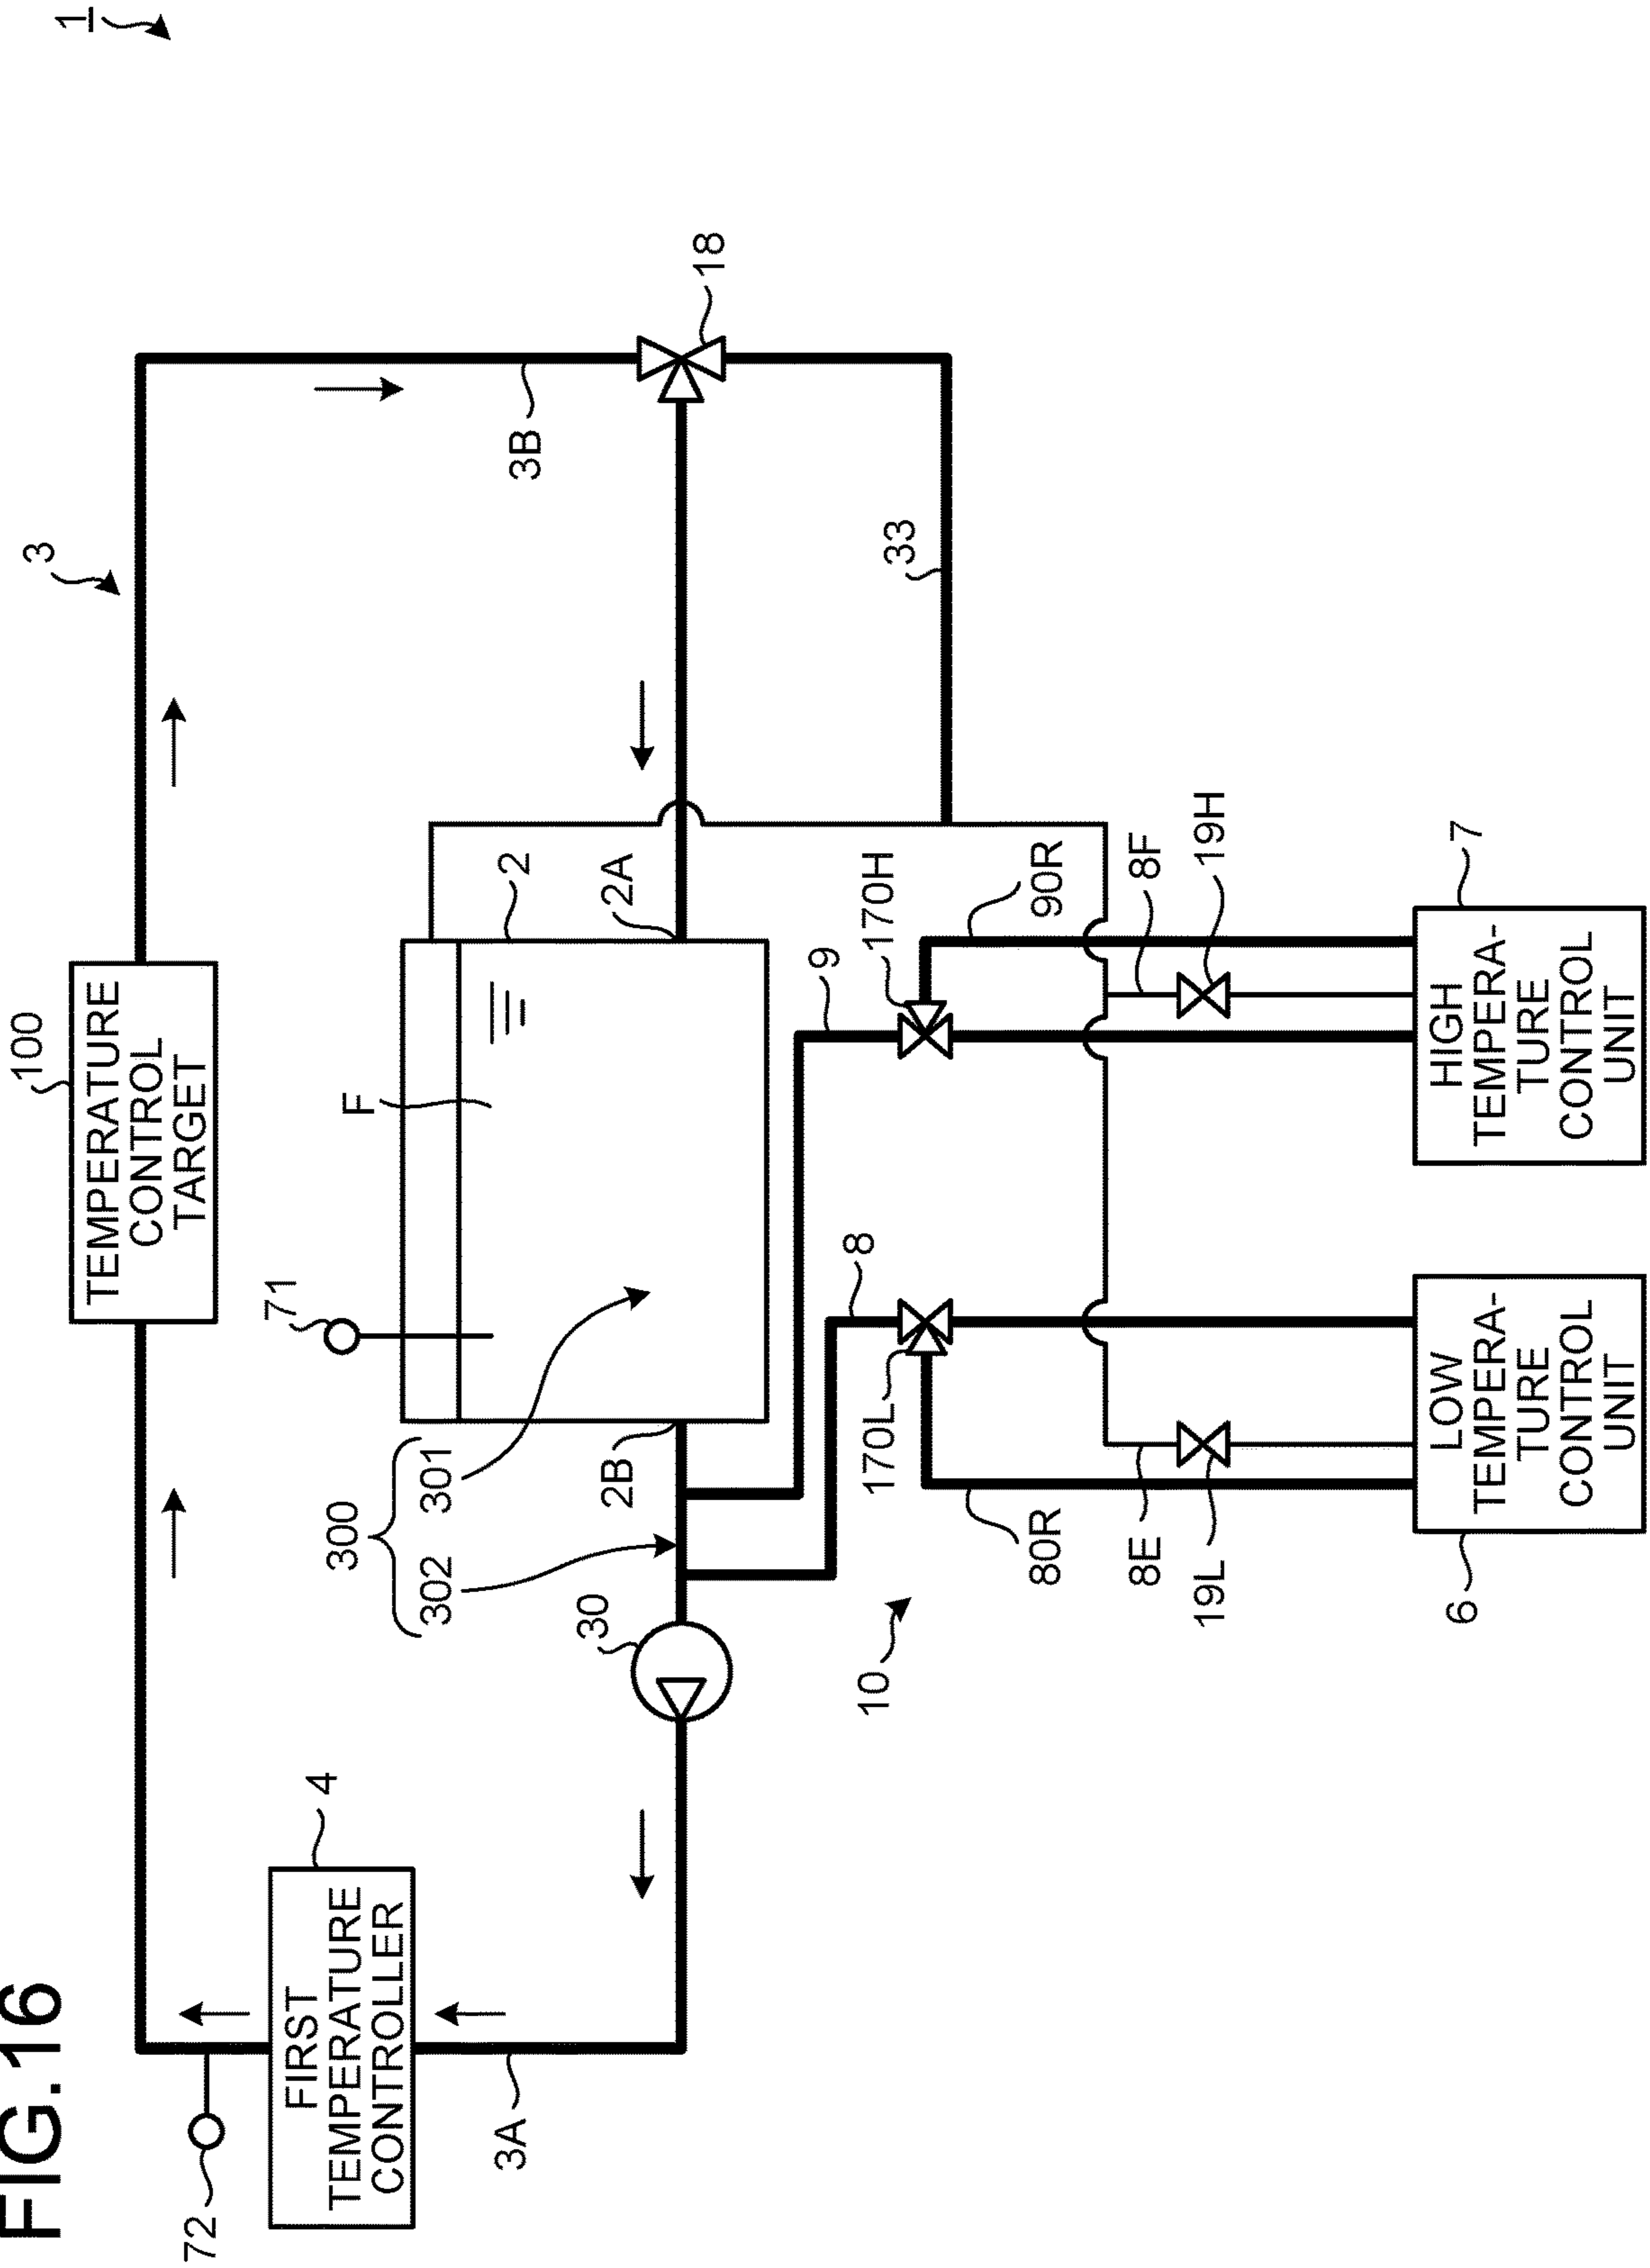 FIG.16
1
3
100
TEMPERATURE
CONTROL
TARGET
72
4
FIRST
TEMPERATURE
CONTROLLER
3A
71
F
2
2A
3B
18
300
301
302
2B
30
33
10
8
9
170L
170H
80R
90R
8E
8F
19L
19H
6
LOW
TEMPERA-
TURE
CONTROL
UNIT
7
HIGH
TEMPERA-
TURE
CONTROL
UNIT